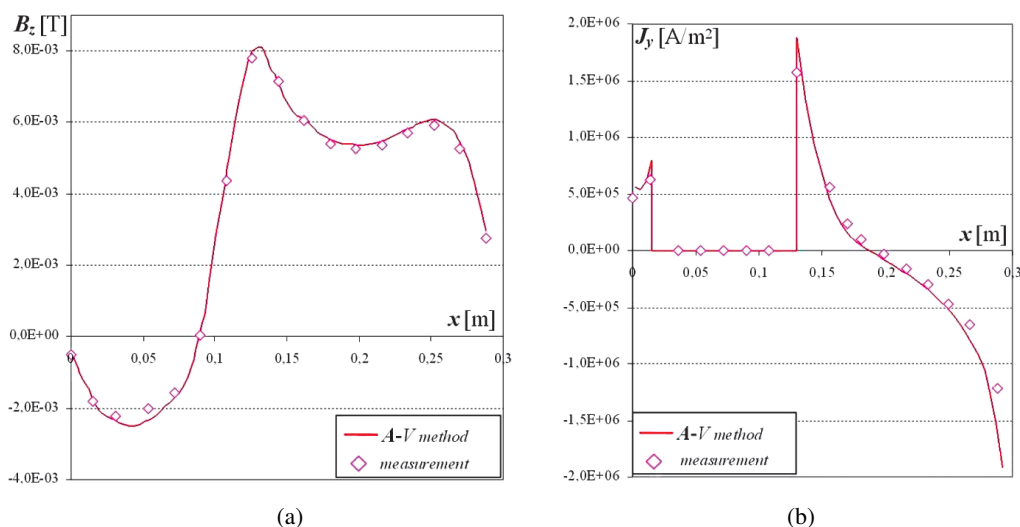 B_z [T]
8,0E-03
6,0E-03
4,0E-03
2,0E-03
0,0E+00
-2,0E-03
-4,0E-03
0
0,05
0,1
0,15
0,2
0,25
0,3
x [m]
A-V method
measurement
(a)
J_y [A/m²]
2,0E+06
1,5E+06
1,0E+06
5,0E+05
0,0E+00
-5,0E+05
-1,0E+06
-1,5E+06
-2,0E+06
0
0,05
0,1
0,15
0,2
0,25
0,3
x [m]
A-V method
measurement
(b)